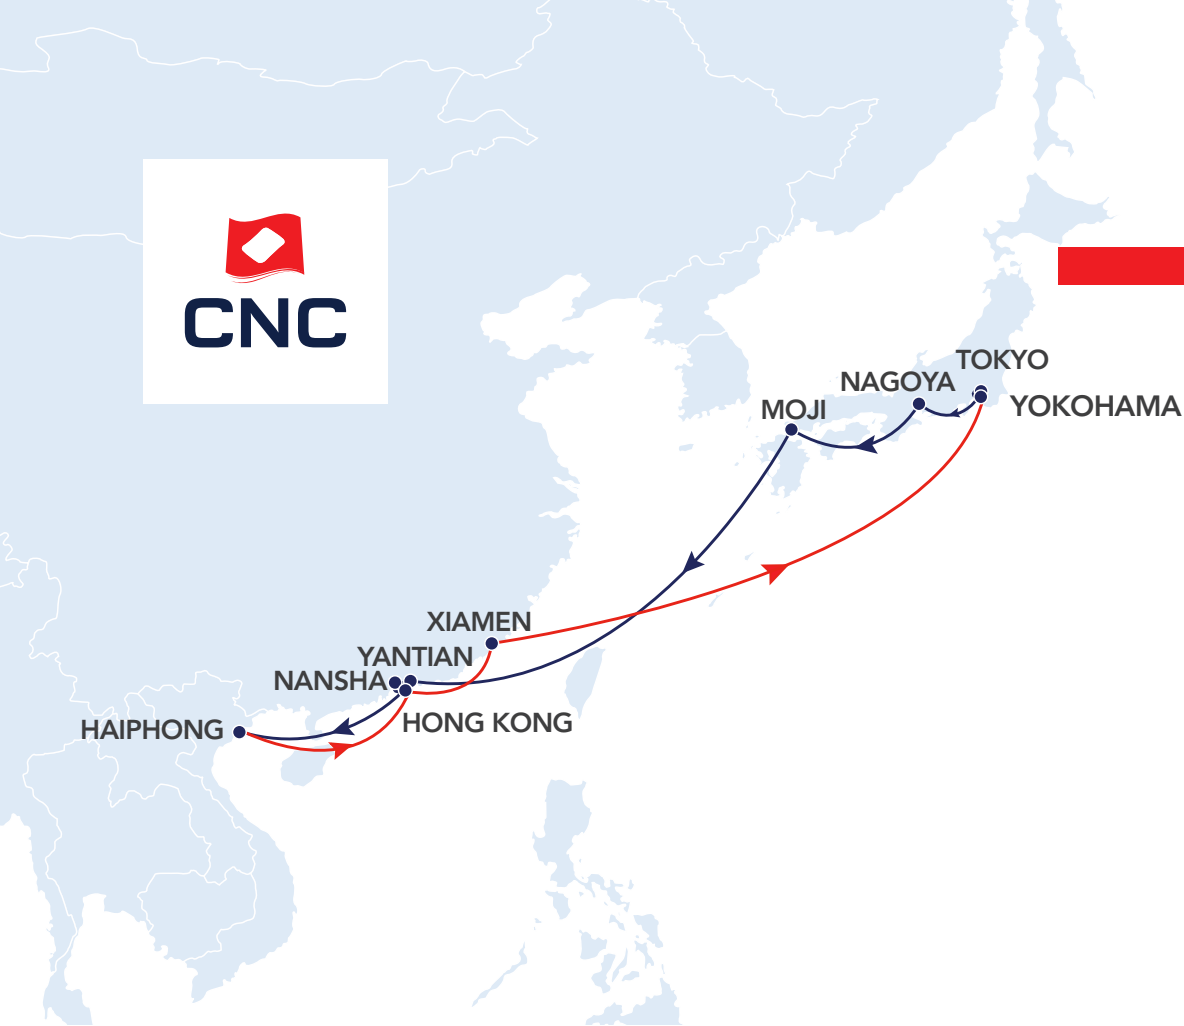 CNC
TOKYO
NAGOYA
YOKOHAMA
MOJI
XIAMEN
YANTIAN
NANSHA
HONG KONG
HAIPHONG